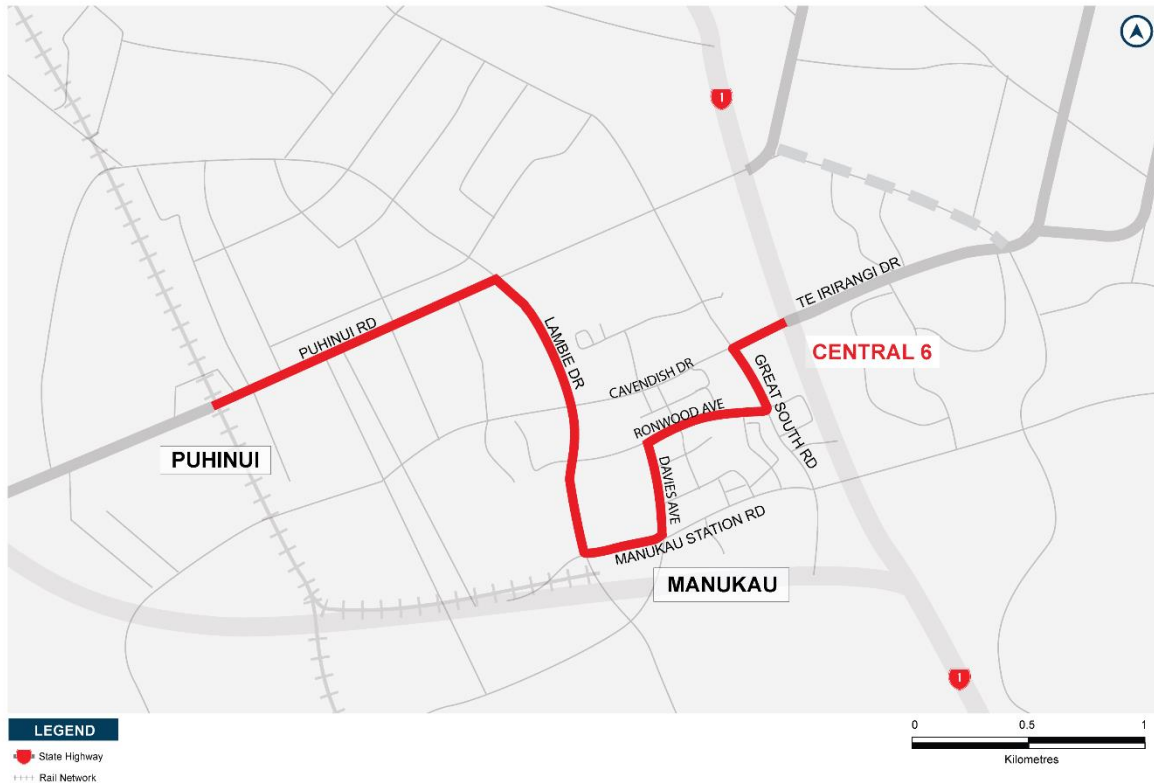 1
TE IRIRANGI DR
CENTRAL 6
PUHINUI RD
LAMBIE DR
CAVENDISH DR
GREAT SOUTH RD
RONWOOD AVE
PUHINUI
DAVIES AVE
MANUKAU STATION RD
MANUKAU
1
LEGEND
State Highway
Rail Network
0 0.5 1
Kilometres